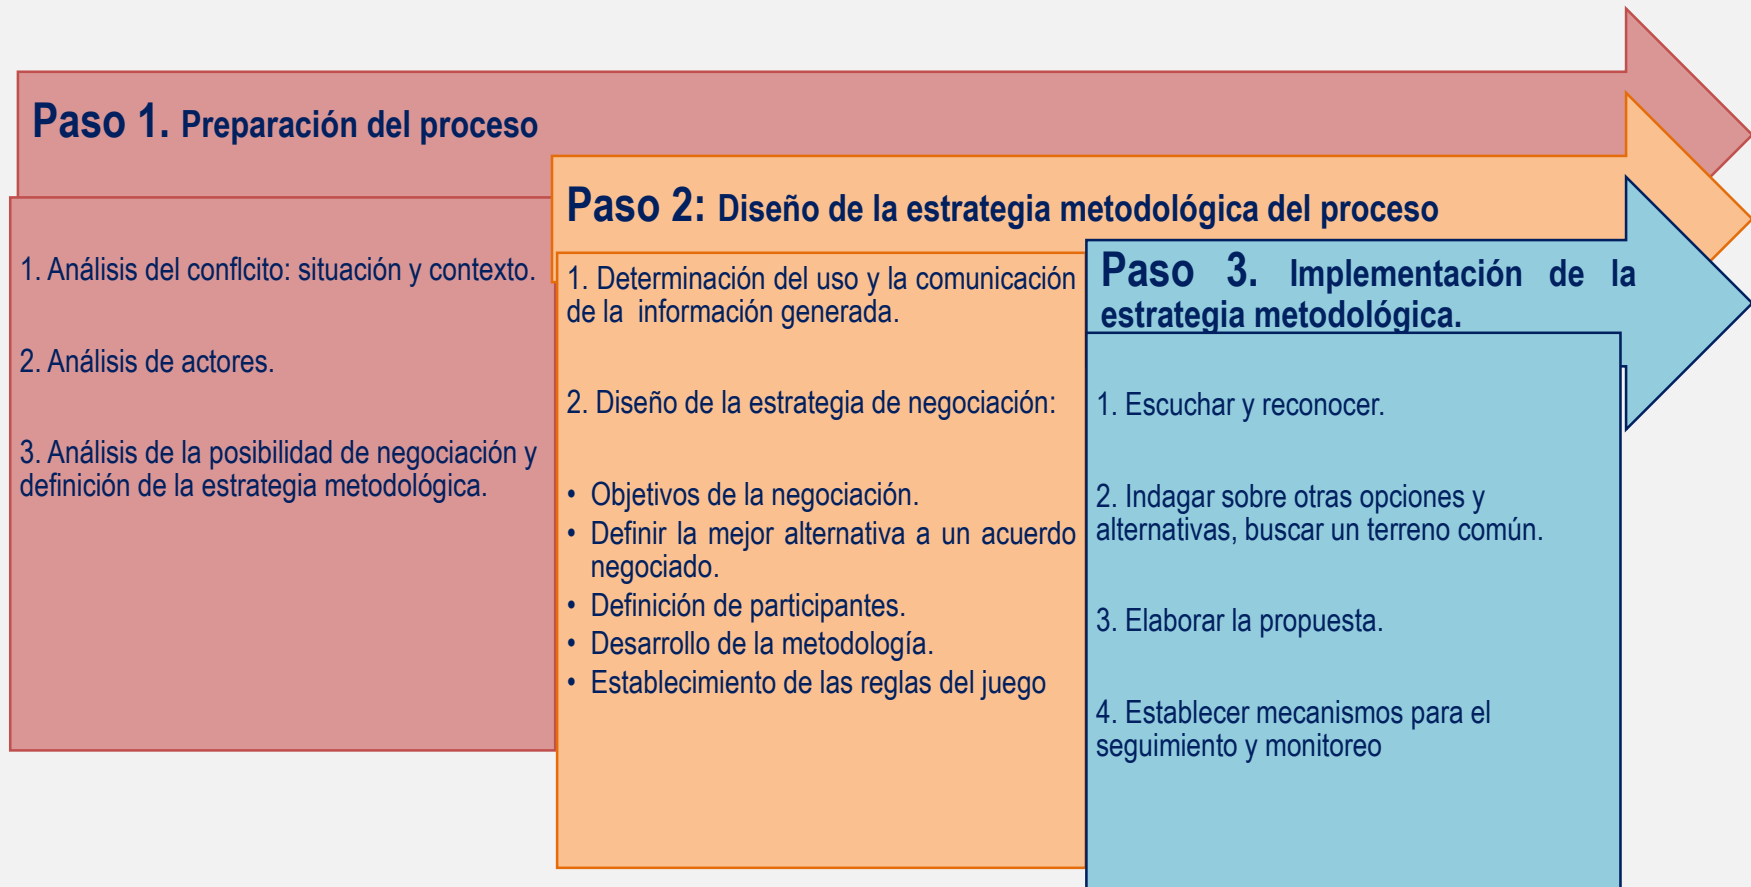 Paso 1. Preparación del proceso
1. Análisis del conflcito: situación y contexto.
2. Análisis de actores.
3. Análisis de la posibilidad de negociación y
definición de la estrategia metodológica.
Paso 2: Diseño de la estrategia metodológica del proceso
1. Determinación del uso y la comunicación
de la información generada.
2. Diseño de la estrategia de negociación:
• Objetivos de la negociación.
• Definir la mejor alternativa a un acuerdo
negociado.
• Definición de participantes.
• Desarrollo de la metodología.
• Establecimiento de las reglas del juego
Paso 3. Implementación de la
estrategia metodológica.
1. Escuchar y reconocer.
2. Indagar sobre otras opciones y
alternativas, buscar un terreno común.
3. Elaborar la propuesta.
4. Establecer mecanismos para el
seguimiento y monitoreo